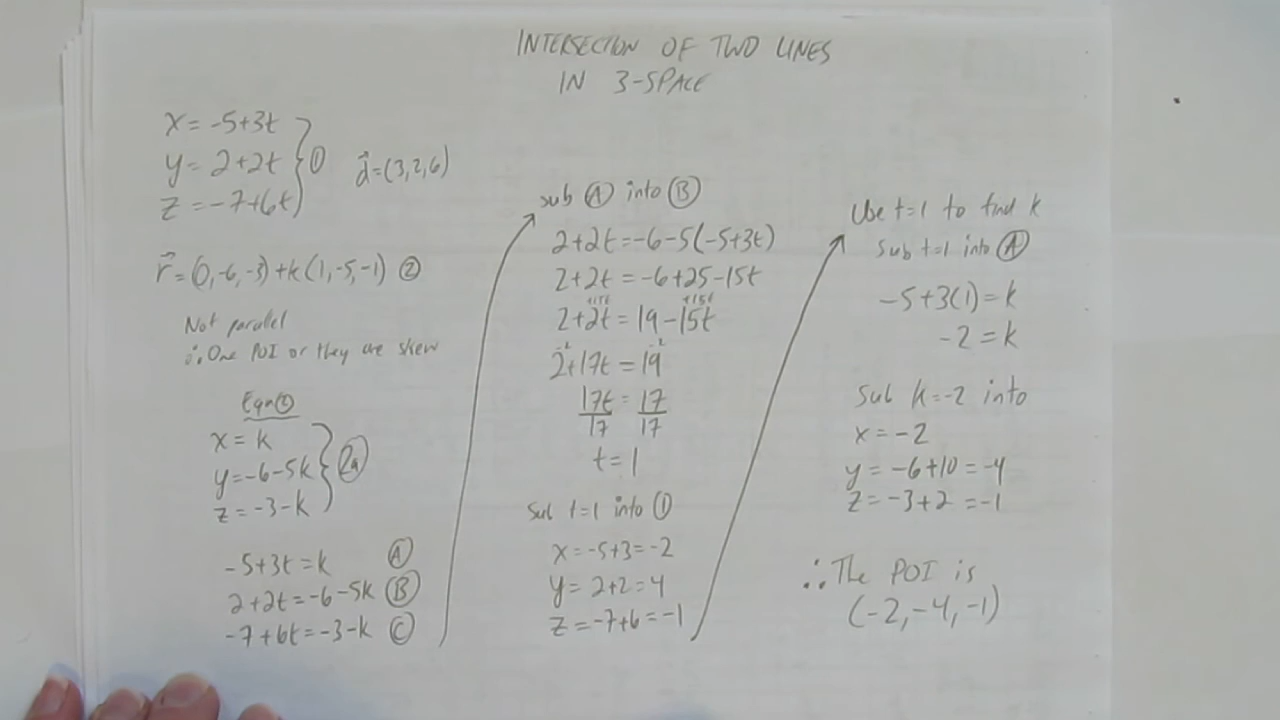 INTERSECTION OF TWO LINES
IN 3-SPACE
x = -5+3t
y = 2+2t
z = -7+6t
①
d⃗=(3,2,6)
r⃗=(0,-6,-3)+k(1,-5,-1) ②
Not parallel
∴ One POI or they are skew
Eqn②
x = k
y=-6-5k
z = -3-k
2a
-5+3t=k Ⓐ
2+2t=-6-5k Ⓑ
-7+6t=-3-k Ⓒ
sub Ⓐ into Ⓑ
2+2t=-6-5(-5+3t)
2+2t=-6+25-15t
+15t +15t
2+2t=19-15t
-2 -2
2+17t=19
17t = 17
17 17
t=1
Sub t=1 into ①
x=-5+3=-2
y=2+2=4
z=-7+6=-1
Use t=1 to find k
Sub t=1 into Ⓐ
-5+3(1)=k
-2=k
Sub k=-2 into
x=-2
y=-6+10=-4
z=-3+2=-1
∴ The POI is
(-2,-4,-1)